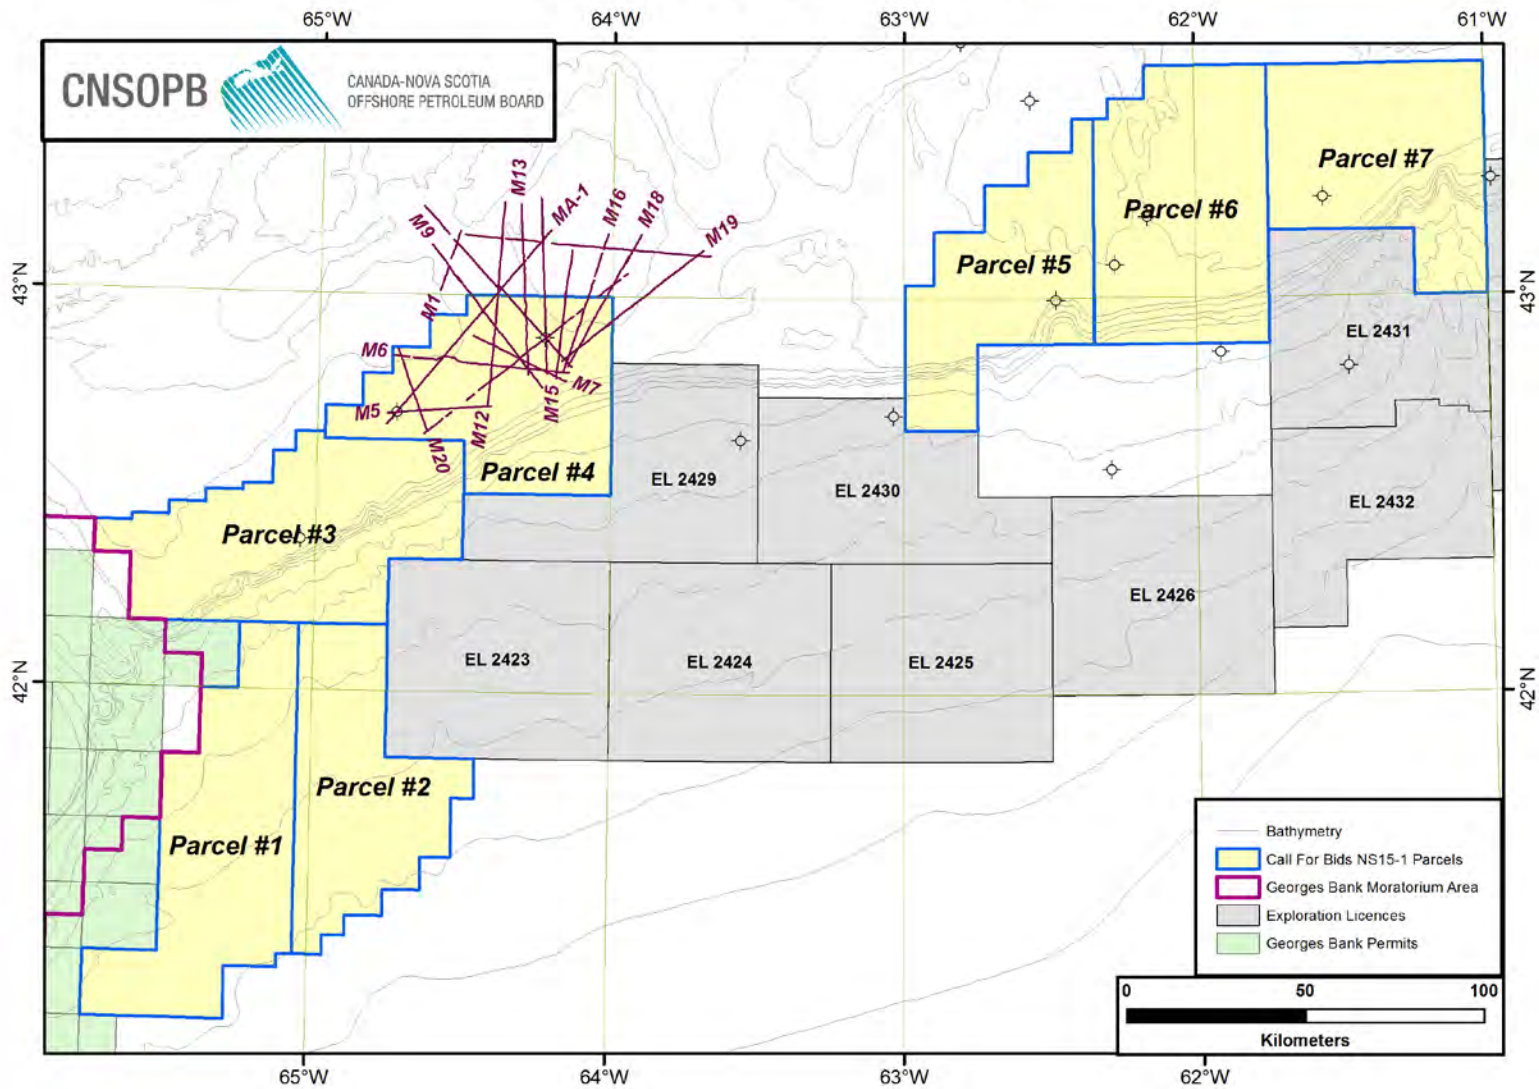 65°W
64°W
63°W
62°W
61°W
CNSOPB
CANADA-NOVA SCOTIA
OFFSHORE PETROLEUM BOARD
M13
MA-1
M16
M18
M9
M19
M1
M6
M5
M20
M12
M15
M7
43°N
43°N
42°N
42°N
Parcel #7
Parcel #6
Parcel #5
Parcel #4
Parcel #3
Parcel #2
Parcel #1
EL 2431
EL 2429
EL 2430
EL 2432
EL 2426
EL 2423
EL 2424
EL 2425
Bathymetry
Call For Bids NS15-1 Parcels
Georges Bank Moratorium Area
Exploration Licences
Georges Bank Permits
0 50 100
Kilometers
65°W
64°W
63°W
62°W